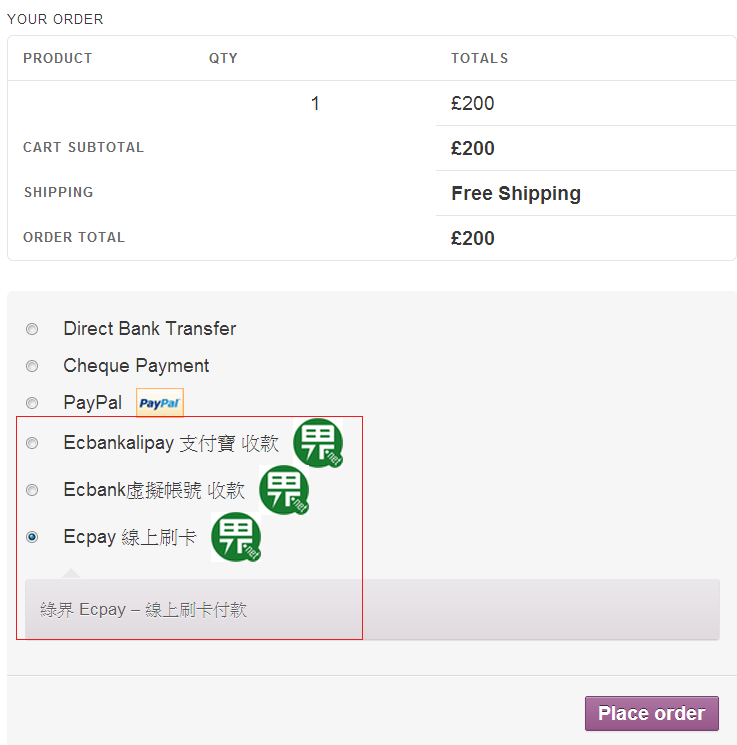 YOUR ORDER
PRODUCT QTY TOTALS
1 £200
CART SUBTOTAL £200
SHIPPING Free Shipping
ORDER TOTAL £200
Direct Bank Transfer
Cheque Payment
PayPal PayPal
Ecbankalipay 支付寶 收款 界.net
Ecbank虛擬帳號 收款 界.net
Ecpay 線上刷卡 界.net
綠界 Ecpay – 線上刷卡付款
Place order